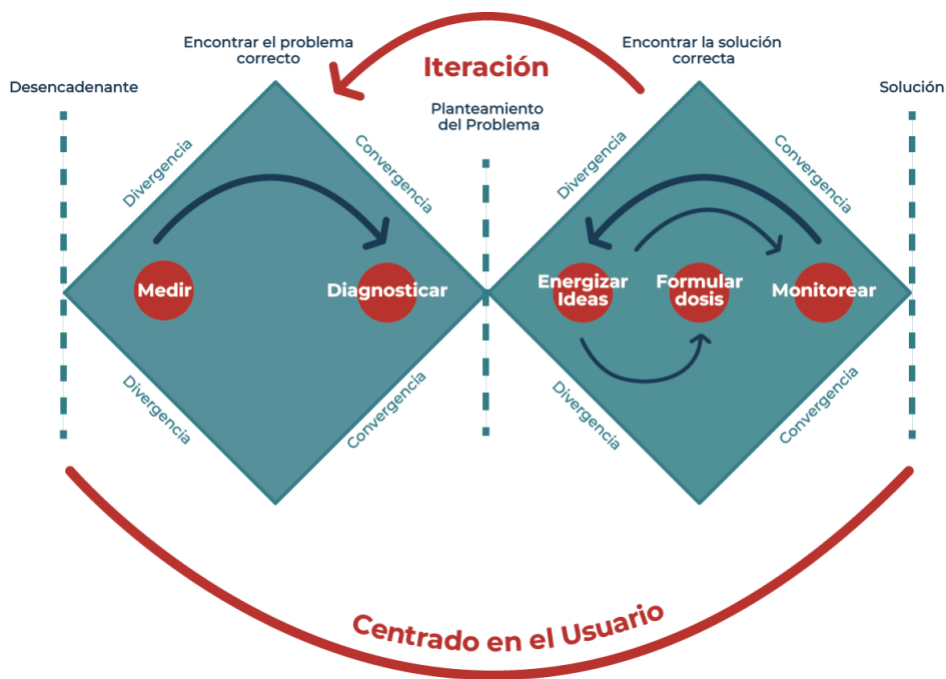 Encontrar el problema
correcto
Encontrar la solución
correcta
Iteración
Desencadenante
Solución
Planteamiento
del Problema
Divergencia
Convergencia
Divergencia
Convergencia
Medir
Diagnosticar
Energizar
Ideas
Formular
dosis
Monitorear
Divergencia
Convergencia
Divergencia
Convergencia
Centrado en el Usuario